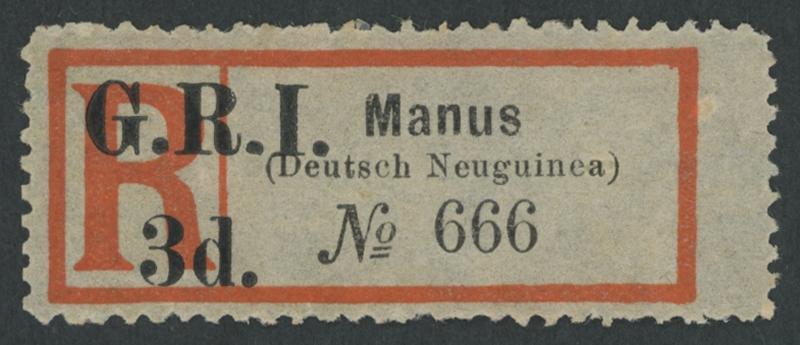 R
G.R.I. Manus
(Deutsch Neuguinea)
3d. № 666